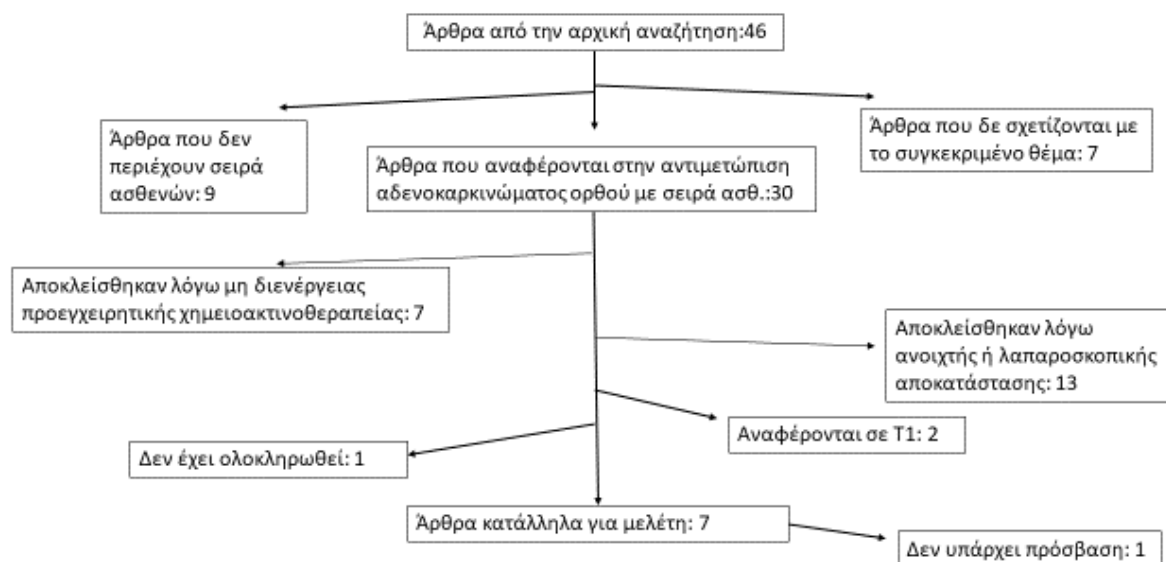 Άρθρα από την αρχική αναζήτηση:46
Άρθρα που δεν
περιέχουν σειρά
ασθενών: 9
Άρθρα που αναφέρονται στην αντιμετώπιση
αδενοκαρκινώματος ορθού με σειρά ασθ.:30
Άρθρα που δε σχετίζονται με
το συγκεκριμένο θέμα: 7
Αποκλείσθηκαν λόγω μη διενέργειας
προεγχειρητικής χημειοακτινοθεραπείας: 7
Αποκλείσθηκαν λόγω
ανοιχτής ή λαπαροσκοπικής
αποκατάστασης: 13
Αναφέρονται σε Τ1: 2
Δεν έχει ολοκληρωθεί: 1
Άρθρα κατάλληλα για μελέτη: 7
Δεν υπάρχει πρόσβαση: 1